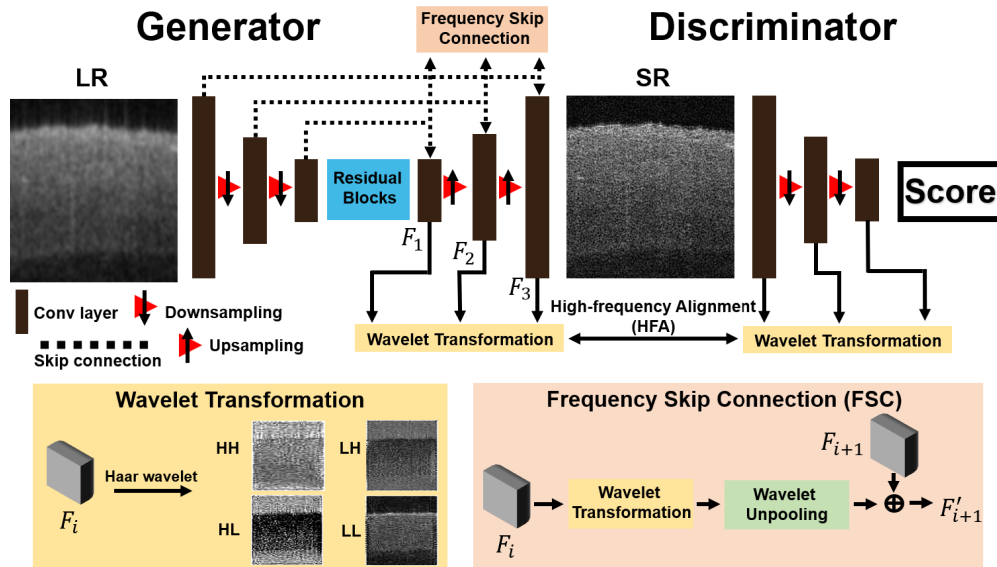 Generator
Frequency Skip
Connection
Discriminator
LR
SR
Residual
Blocks
Score
F₁
F₂
F₃
Conv layer
Downsampling
Skip connection
Upsampling
High-frequency Alignment
(HFA)
Wavelet Transformation
Wavelet Transformation
Wavelet Transformation
Fᵢ
Haar wavelet
HH
LH
HL
LL
Frequency Skip Connection (FSC)
Fᵢ
Wavelet
Transformation
Wavelet
Unpooling
Fᵢ₊₁
⊕
F′ᵢ₊₁